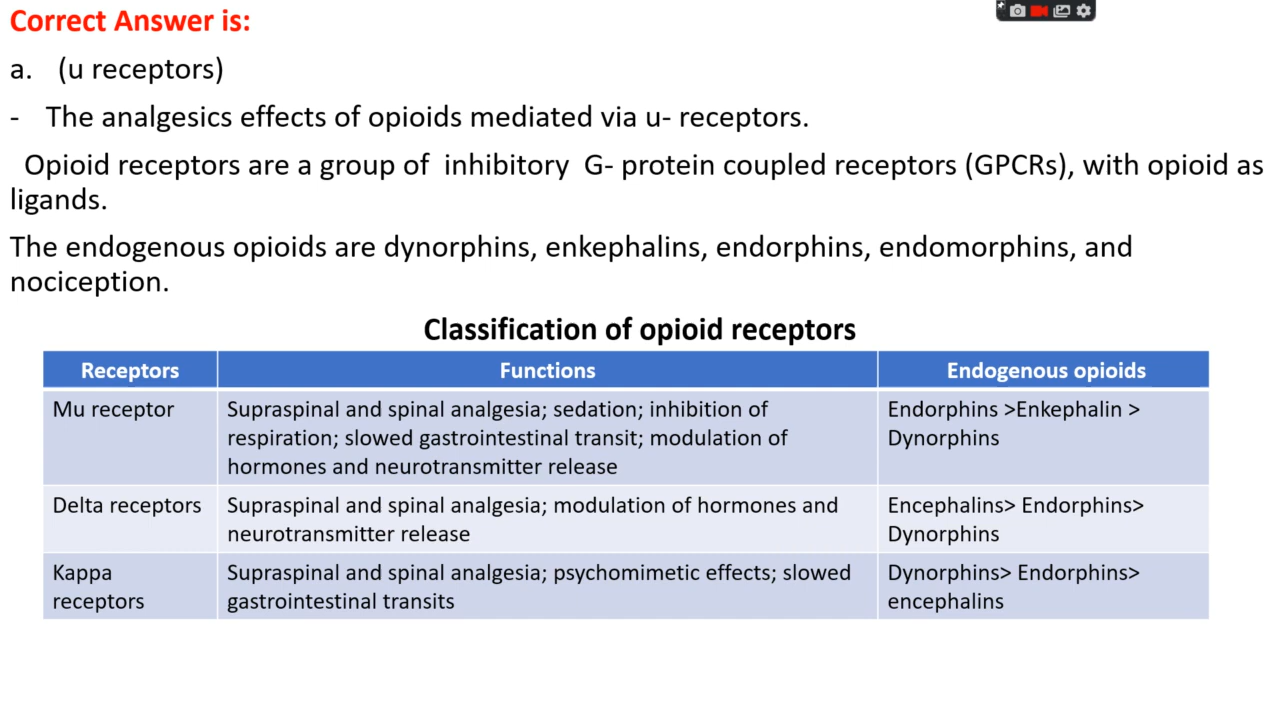 Correct Answer is:
a. (u receptors)
- The analgesics effects of opioids mediated via u- receptors.
Opioid receptors are a group of inhibitory G- protein coupled receptors (GPCRs), with opioid as
ligands.
The endogenous opioids are dynorphins, enkephalins, endorphins, endomorphins, and
nociception.
Classification of opioid receptors
Receptors Functions Endogenous opioids
Mu receptor Supraspinal and spinal analgesia; sedation; inhibition of Endorphins >Enkephalin >
respiration; slowed gastrointestinal transit; modulation of Dynorphins
hormones and neurotransmitter release
Delta receptors Supraspinal and spinal analgesia; modulation of hormones and Encephalins> Endorphins>
neurotransmitter release Dynorphins
Kappa Supraspinal and spinal analgesia; psychomimetic effects; slowed Dynorphins> Endorphins>
receptors gastrointestinal transits encephalins